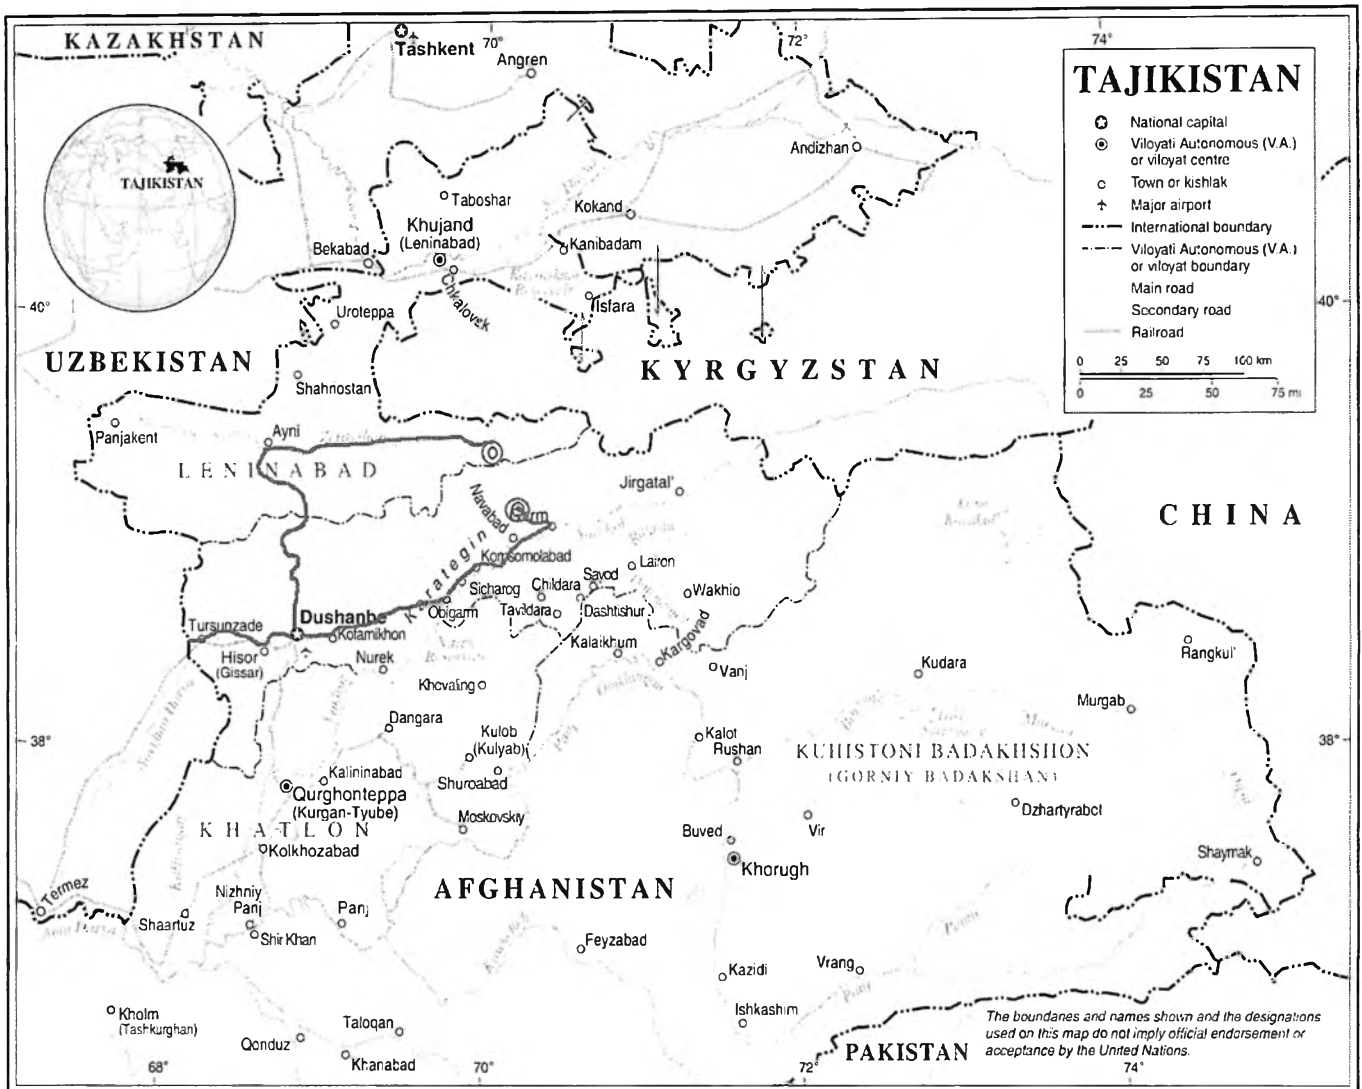 KAZAKHSTAN
Tashkent
70°
72°
74°
Angren
TAJIKISTAN
National capital
Viloyati Autonomous (V.A.)
or viloyat centre
Town or kishlak
Major airport
International boundary
Viloyati Autonomous (V.A.)
or viloyat boundary
Main road
Secondary road
Railroad
0 25 50 75 100 km
0 25 50 75 mi
TAJIKISTAN
Andizhan
Taboshar
Kokand
Khujand
(Leninabad)
Bekabad
Kanibadam
Chkalovsk
Isfara
40°
40°
Uroteppa
UZBEKISTAN
KYRGYZSTAN
Shahnostan
Panjakent
Ayni
LENINABAD
Jirgatal'
CHINA
Navabad
Garm
Karategin
Komsomolabad
Lairon
Sicharog
Childara
Savod
Wakhio
Obigarm
Tavildara
Dashtishur
Tursunzade
Dushanbe
Kofarnikhon
Kalaikhum
Kargovad
Rangkul'
Hisor
(Gissar)
Nurek
Vanj
Kudara
Khovaling
Murgab
Dangara
Kulob
(Kulyab)
Kalot
Rushan
38°
38°
KUHISTONI BADAKHSHON
(GORNIY BADAKSHAN)
Kalininabad
Shuroabad
Qurghonteppa
(Kurgan-Tyube)
Dzhartyrabot
KHATLON
Moskovskiy
Buved
Vir
Kolkhozabad
Khorugh
Shaymak
AFGHANISTAN
Termez
Nizhniy
Panj
Panj
Shaartuz
Amu Darya
Shir Khan
Feyzabad
Kazidi
Vrang
Panj
Ishkashim
Kholm
(Tashkurghan)
Taloqan
Qonduz
Khanabad
PAKISTAN
The boundaries and names shown and the designations
used on this map do not imply official endorsement or
acceptance by the United Nations.
68°
70°
72°
74°